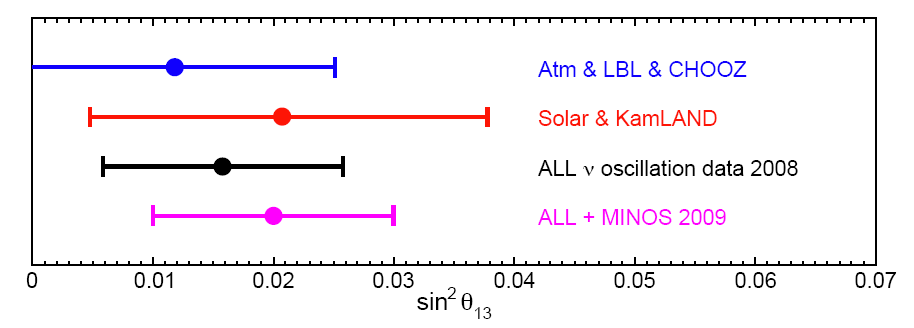 Atm & LBL & CHOOZ
Solar & KamLAND
ALL ν oscillation data 2008
ALL + MINOS 2009
0 0.01 0.02 0.03 0.04 0.05 0.06 0.07
sin² θ₁₃